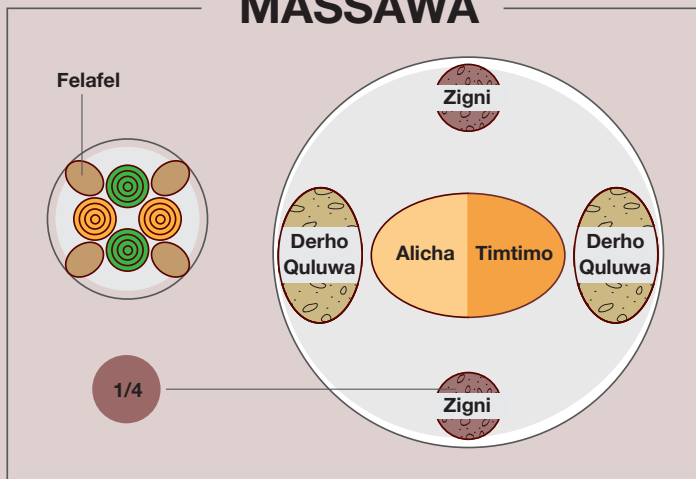 MASSAWA
Felafel
Zigni
Derho
Quluwa
Alicha
Timtimo
Derho
Quluwa
1/4
Zigni